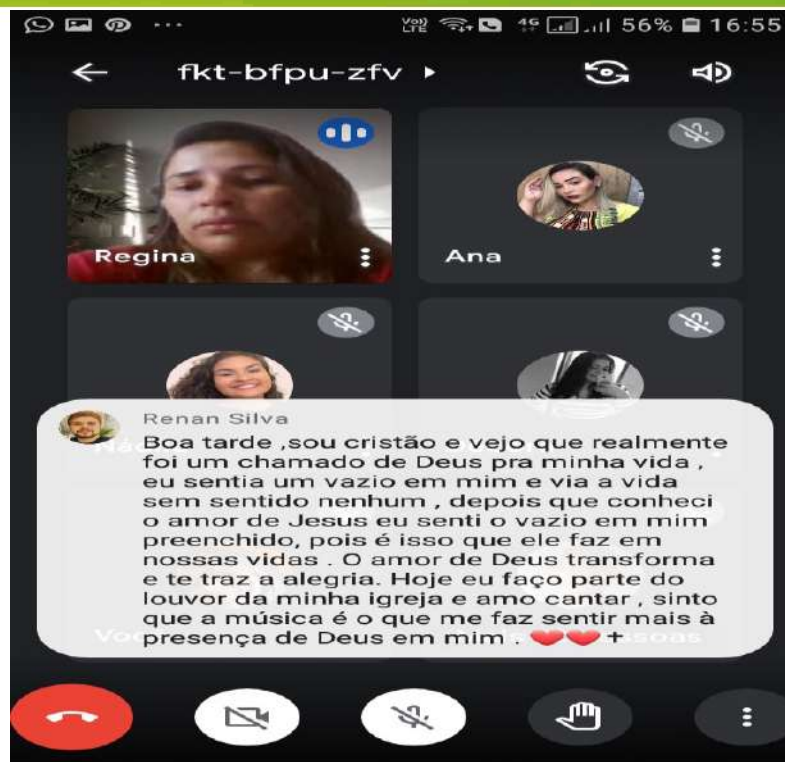 Vo)) 4G 56% 16:55
LTE
fkt-bfpu-zfv
Regina
Ana
Renan Silva
Boa tarde ,sou cristão e vejo que realmente
foi um chamado de Deus pra minha vida ,
eu sentia um vazio em mim e via a vida
sem sentido nenhum , depois que conheci
o amor de Jesus eu senti o vazio em mim
preenchido, pois é isso que ele faz em
nossas vidas . O amor de Deus transforma
e te traz a alegria. Hoje eu faço parte do
louvor da minha igreja e amo cantar , sinto
que a música é o que me faz sentir mais à
presença de Deus em mim . ❤️❤️+